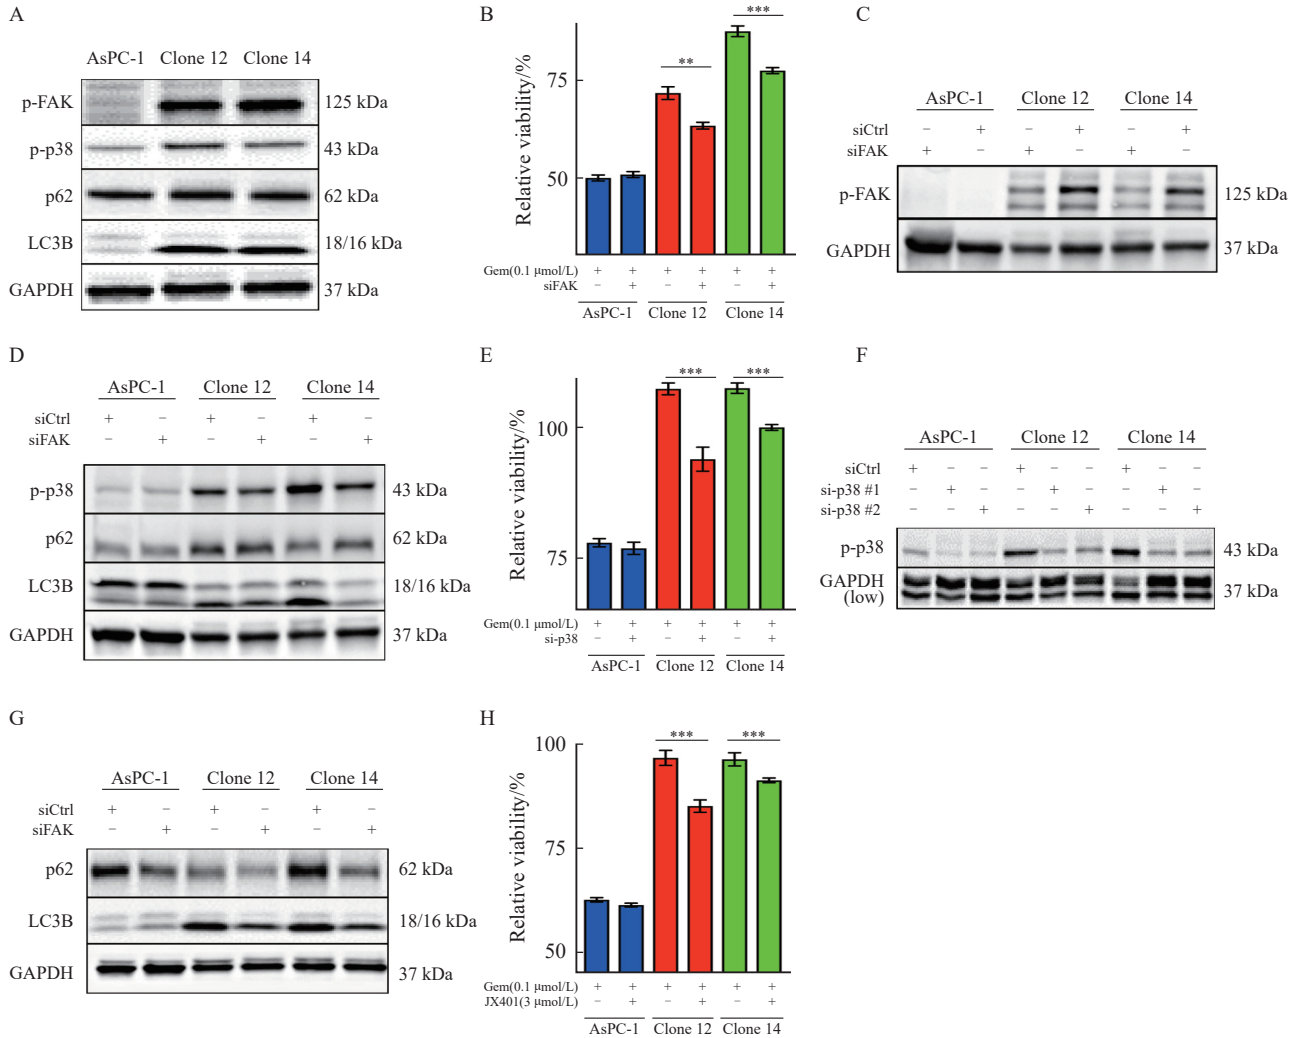 A
AsPC-1 Clone 12 Clone 14
p-FAK 125 kDa
p-p38 43 kDa
p62 62 kDa
LC3B 18/16 kDa
GAPDH 37 kDa
B
Relative viability/%
75
50
** ***
Gem(0.1 μmol/L) + + + + + +
siFAK − + − + − +
AsPC-1 Clone 12 Clone 14
C
AsPC-1 Clone 12 Clone 14
siCtrl − + − + − +
siFAK + − + − + −
p-FAK 125 kDa
GAPDH 37 kDa
D
AsPC-1 Clone 12 Clone 14
siCtrl + − + − + −
siFAK − + − + − +
p-p38 43 kDa
p62 62 kDa
LC3B 18/16 kDa
GAPDH 37 kDa
E
Relative viability/%
100
75
*** ***
Gem(0.1 μmol/L) + + + + + +
si-p38 − + − + − +
AsPC-1 Clone 12 Clone 14
F
AsPC-1 Clone 12 Clone 14
siCtrl + − − + − − + − −
si-p38 #1 − + − − + − − + −
si-p38 #2 − − + − − + − − +
p-p38 43 kDa
GAPDH
(low) 37 kDa
G
AsPC-1 Clone 12 Clone 14
siCtrl + − + − + −
siFAK − + − + − +
p62 62 kDa
LC3B 18/16 kDa
GAPDH 37 kDa
H
Relative viability/%
100
75
50
*** ***
Gem(0.1 μmol/L) + + + + + +
JX401(3 μmol/L) − + − + − +
AsPC-1 Clone 12 Clone 14